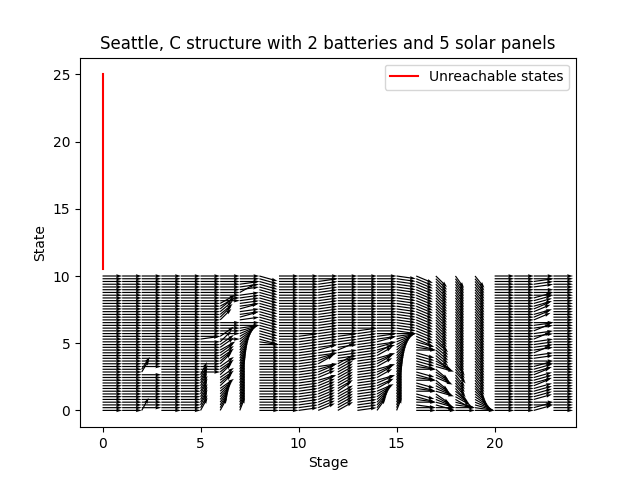 Seattle, C structure with 2 batteries and 5 solar panels
25
20
15
10
5
0
State
Unreachable states
0 5 10 15 20
Stage